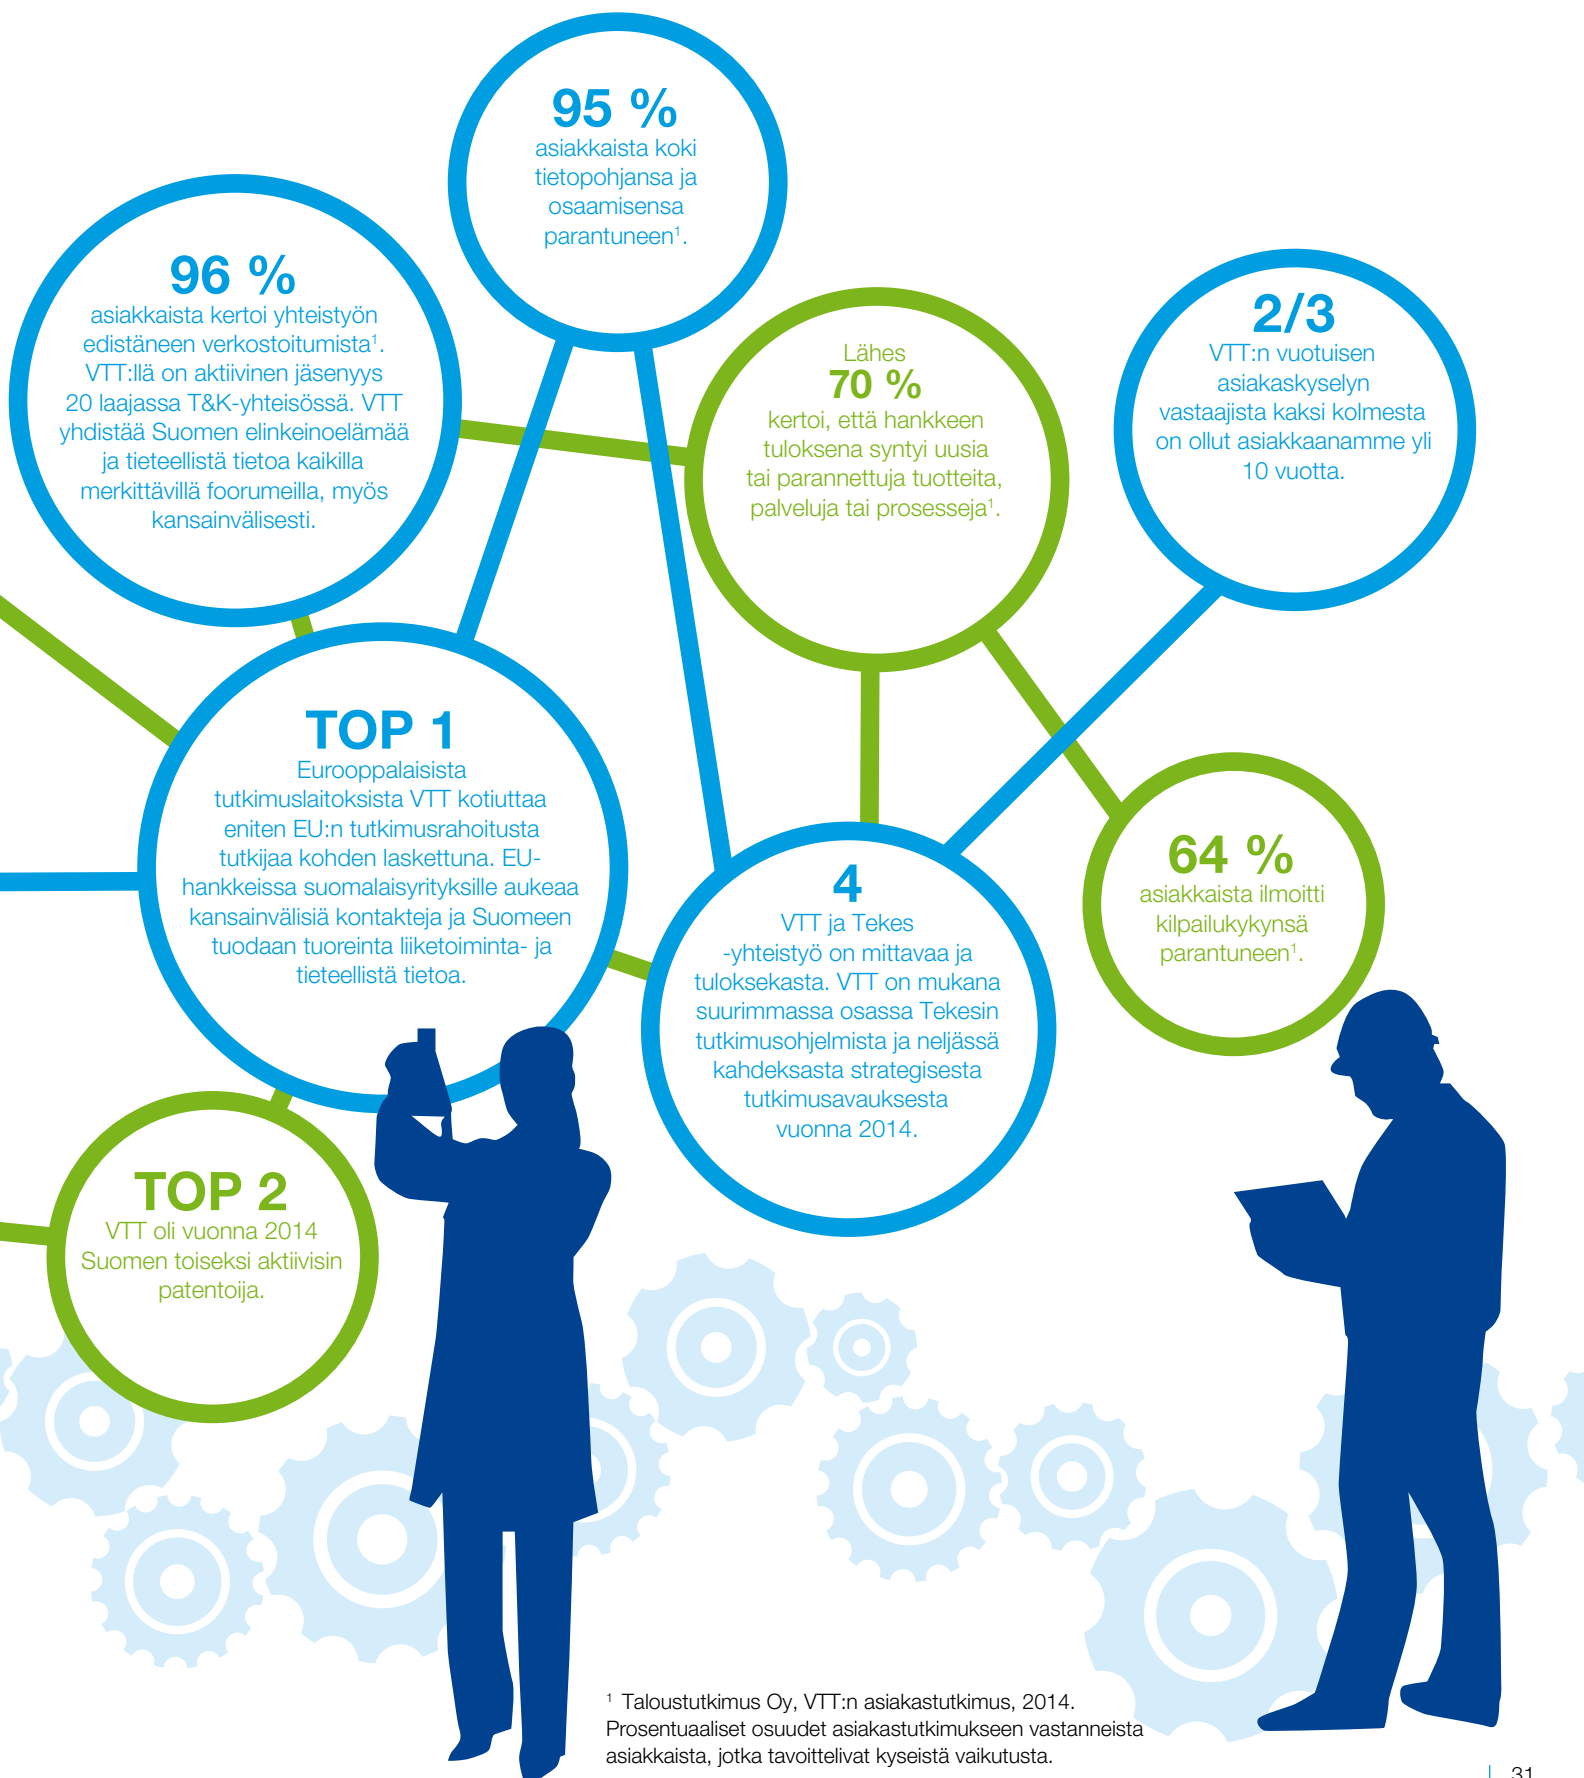 95 %
asiakkaista koki
tietopohjansa ja
osaamisensa
parantuneen¹.
96 %
asiakkaista kertoi yhteistyön
edistäneen verkostoitumista¹.
VTT:llä on aktiivinen jäsenyys
20 laajassa T&K-yhteisössä. VTT
yhdistää Suomen elinkeinoelämää
ja tieteellistä tietoa kaikilla
merkittävillä foorumeilla, myös
kansainvälisesti.
Lähes
70 %
kertoi, että hankkeen
tuloksena syntyi uusia
tai parannettuja tuotteita,
palveluja tai prosesseja¹.
2/3
VTT:n vuotuisen
asiakaskyselyn
vastaajista kaksi kolmesta
on ollut asiakkaanamme yli
10 vuotta.
TOP 1
Eurooppalaisista
tutkimuslaitoksista VTT kotiuttaa
eniten EU:n tutkimusrahoitusta
tutkijaa kohden laskettuna. EU-
hankkeissa suomalaisyrityksille aukeaa
kansainvälisiä kontakteja ja Suomeen
tuodaan tuoreinta liiketoiminta- ja
tieteellistä tietoa.
4
VTT ja Tekes
-yhteistyö on mittavaa ja
tuloksekasta. VTT on mukana
suurimmassa osassa Tekesin
tutkimusohjelmista ja neljässä
kahdeksasta strategisesta
tutkimusavauksesta
vuonna 2014.
64 %
asiakkaista ilmoitti
kilpailukykynsä
parantuneen¹.
TOP 2
VTT oli vuonna 2014
Suomen toiseksi aktiivisin
patentoija.
¹ Taloustutkimus Oy, VTT:n asiakastutkimus, 2014.
Prosentuaaliset osuudet asiakastutkimukseen vastanneista
asiakkaista, jotka tavoittelivat kyseistä vaikutusta.
31